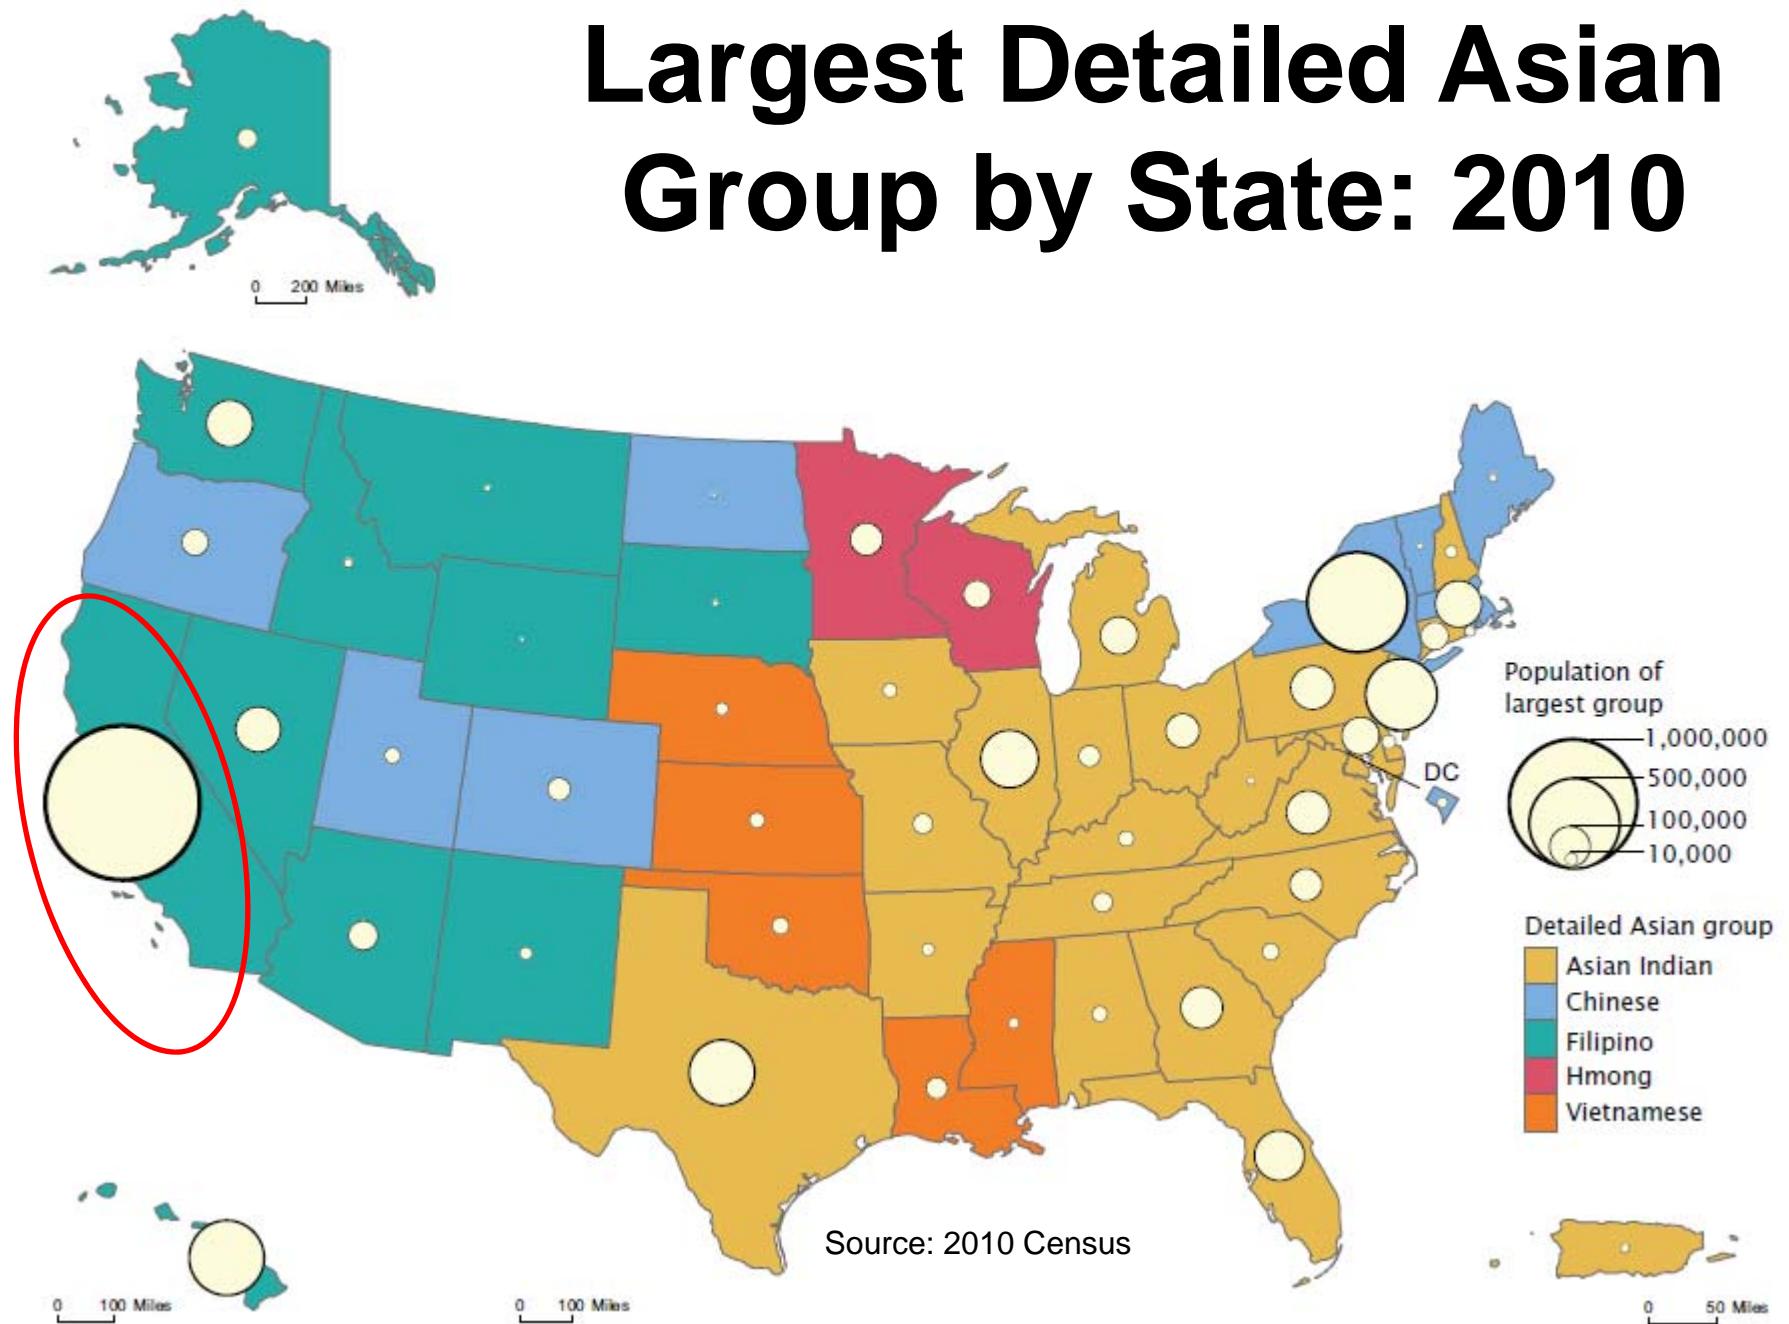 Largest Detailed Asian
Group by State: 2010
0 200 Miles
Population of
largest group
1,000,000
500,000
100,000
10,000
DC
Detailed Asian group
Asian Indian
Chinese
Filipino
Hmong
Vietnamese
Source: 2010 Census
0 100 Miles
0 100 Miles
0 50 Miles